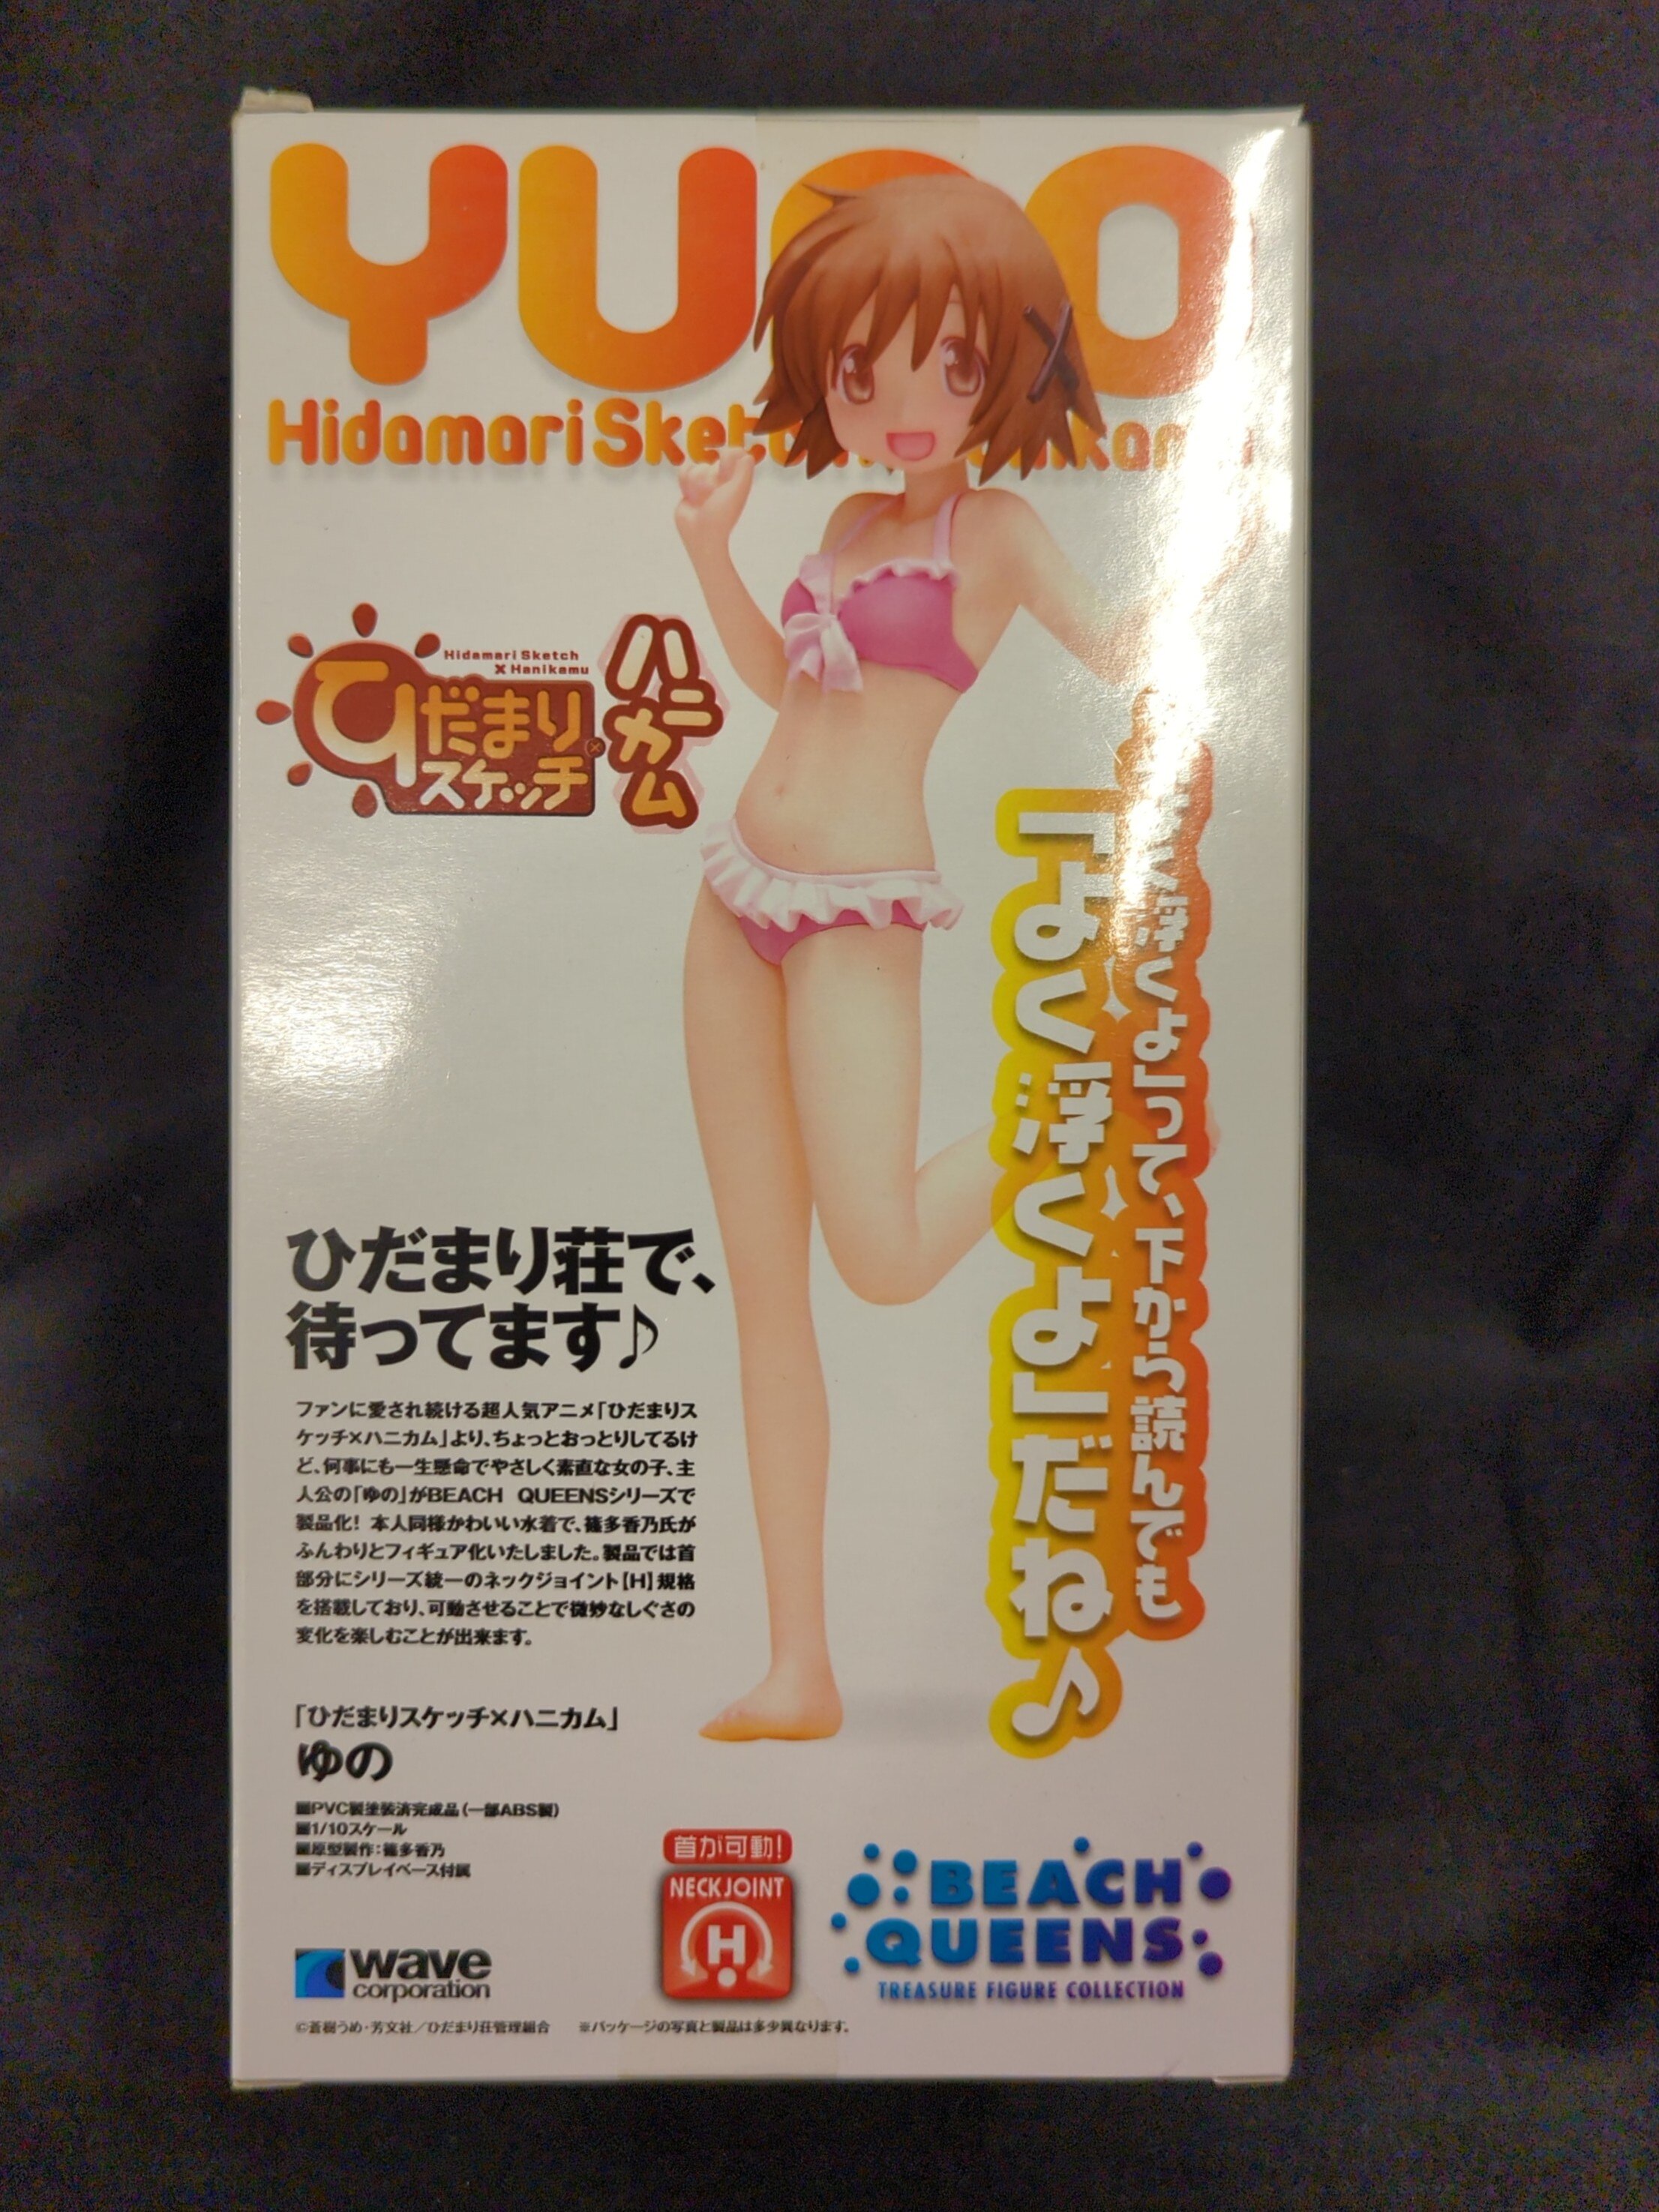 YUNO
Hidamari Sketch
Hidamari Sketch
× Hanikamu
ひだまり
スケッチ
×
ハニカム
浮くよ」って、下から読んでも
「よく浮くよ」だね♪
ひだまり荘で、
待ってます♪
ファンに愛され続ける超人気アニメ「ひだまりス
ケッチ×ハニカム」より、ちょっとおっとりしてるけ
ど、何事にも一生懸命でやさしく素直な女の子、主
人公の「ゆの」がBEACH QUEENSシリーズで
製品化！本人同様かわいい水着で、篠多香乃氏が
ふんわりとフィギュア化いたしました。製品では首
部分にシリーズ統一のネックジョイント【H】規格
を搭載しており、可動させることで微妙なしぐさの
変化を楽しむことが出来ます。
「ひだまりスケッチ×ハニカム」
ゆの
■PVC製塗装済完成品（一部ABS製）
■1/10スケール
■原型製作：篠多香乃
■ディスプレイベース付属
首が可動！
NECK JOINT
H
BEACH
QUEENS
TREASURE FIGURE COLLECTION
wave
corporation
©蒼樹うめ・芳文社／ひだまり荘管理組合 ※パッケージの写真と製品は多少異なります。